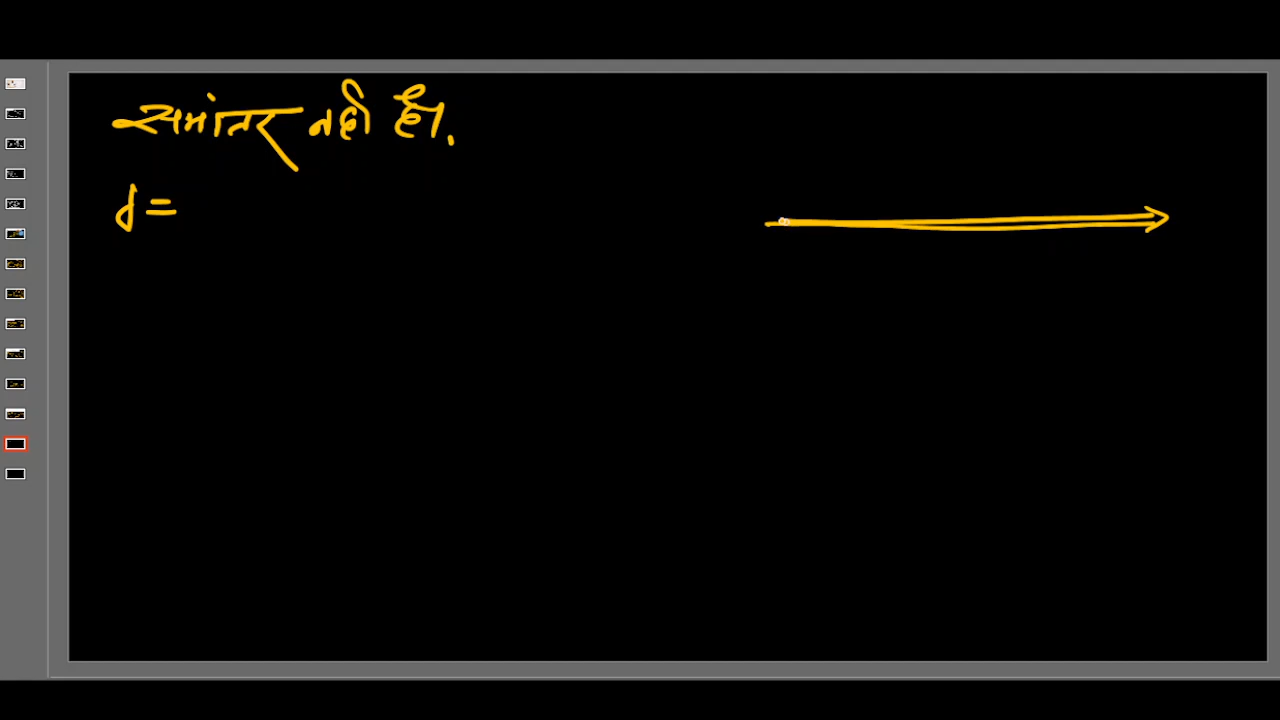 समांतर नही है।.
d =